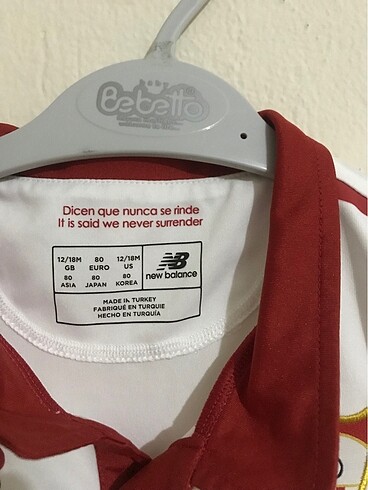 Bebetto
Dicen que nunca se rinde
It is said we never surrender
12/18M 80 12/18M
GB EURO US
80 80 80
ASIA JAPAN KOREA
NB
new balance
MADE IN TURKEY
FABRIQUÉ EN TURQUIE
HECHO EN TURQUÍA